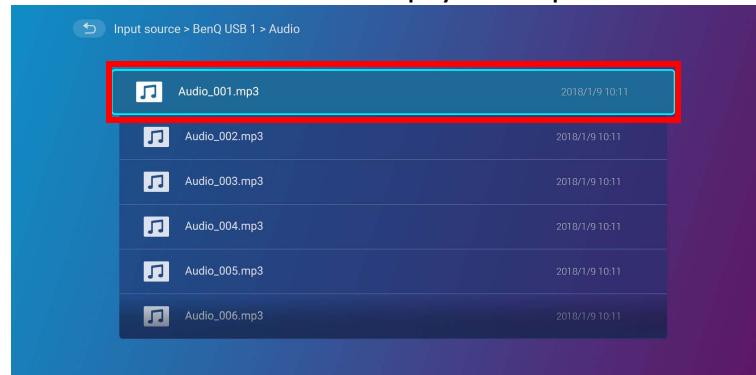 Input source > BenQ USB 1 > Audio
Audio_001.mp3 2018/1/9 10:11
Audio_002.mp3 2018/1/9 10:11
Audio_003.mp3 2018/1/9 10:11
Audio_004.mp3 2018/1/9 10:11
Audio_005.mp3 2018/1/9 10:11
Audio_006.mp3 2018/1/9 10:11